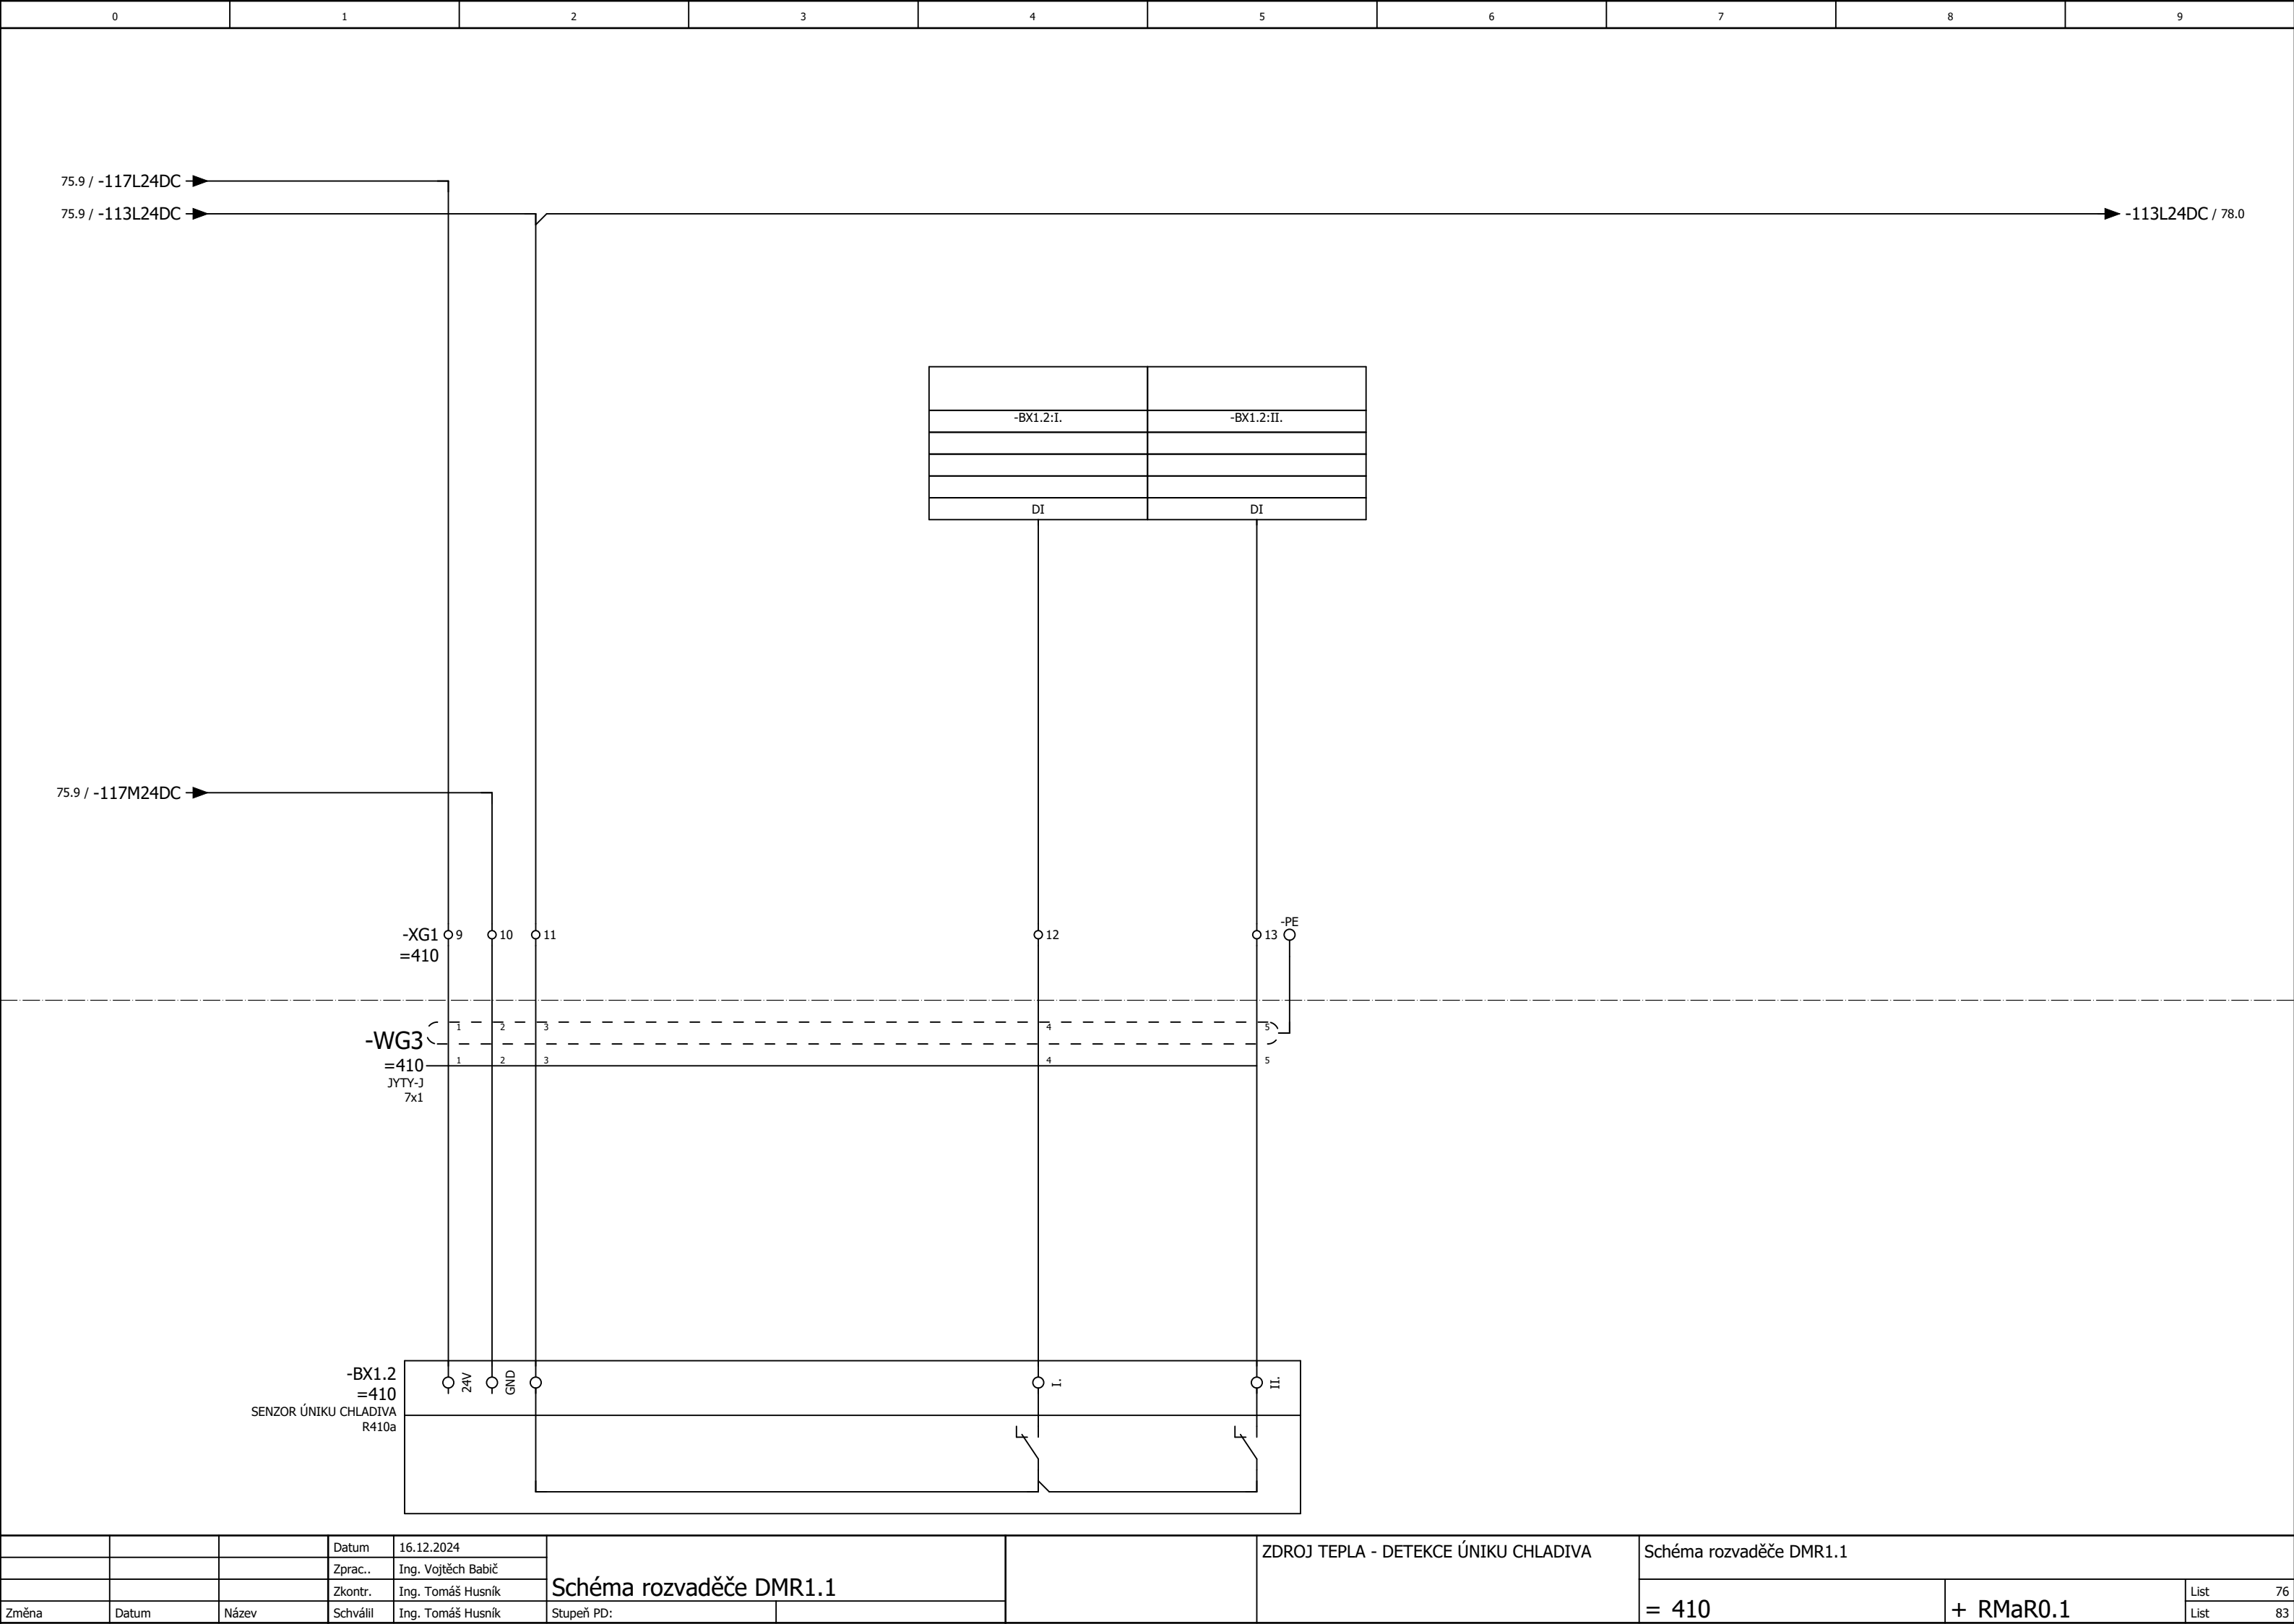 0 1 2 3 4 5 6 7 8 9
75.9 / -117L24DC
75.9 / -113L24DC
-113L24DC / 78.0
-BX1.2:I. -BX1.2:II.
DI DI
75.9 / -117M24DC
-PE
-XG1 9 10 11 12 13
=410
1 2 3 4 5
-WG3
1 2 3 4 5
=410
JYTY-J
7x1
-BX1.2
24V GND I. II.
=410
SENZOR ÚNIKU CHLADIVA
R410a
Datum 16.12.2024
Zprac.. Ing. Vojtěch Babič
Zkontr. Ing. Tomáš Husník
Změna Datum Název Schválil Ing. Tomáš Husník
Schéma rozvaděče DMR1.1
Stupeň PD:
ZDROJ TEPLA - DETEKCE ÚNIKU CHLADIVA
Schéma rozvaděče DMR1.1
= 410
+ RMaR0.1
List 76
List 83